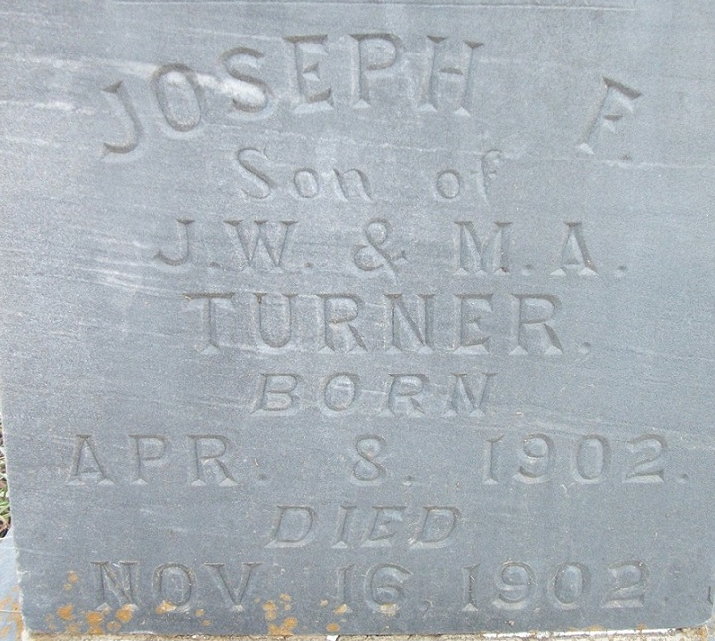 JOSEPH F.
Son of
J.W. & M.A.
TURNER,
BORN
APR. 8. 1902.
DIED
NOV. 16, 1902.